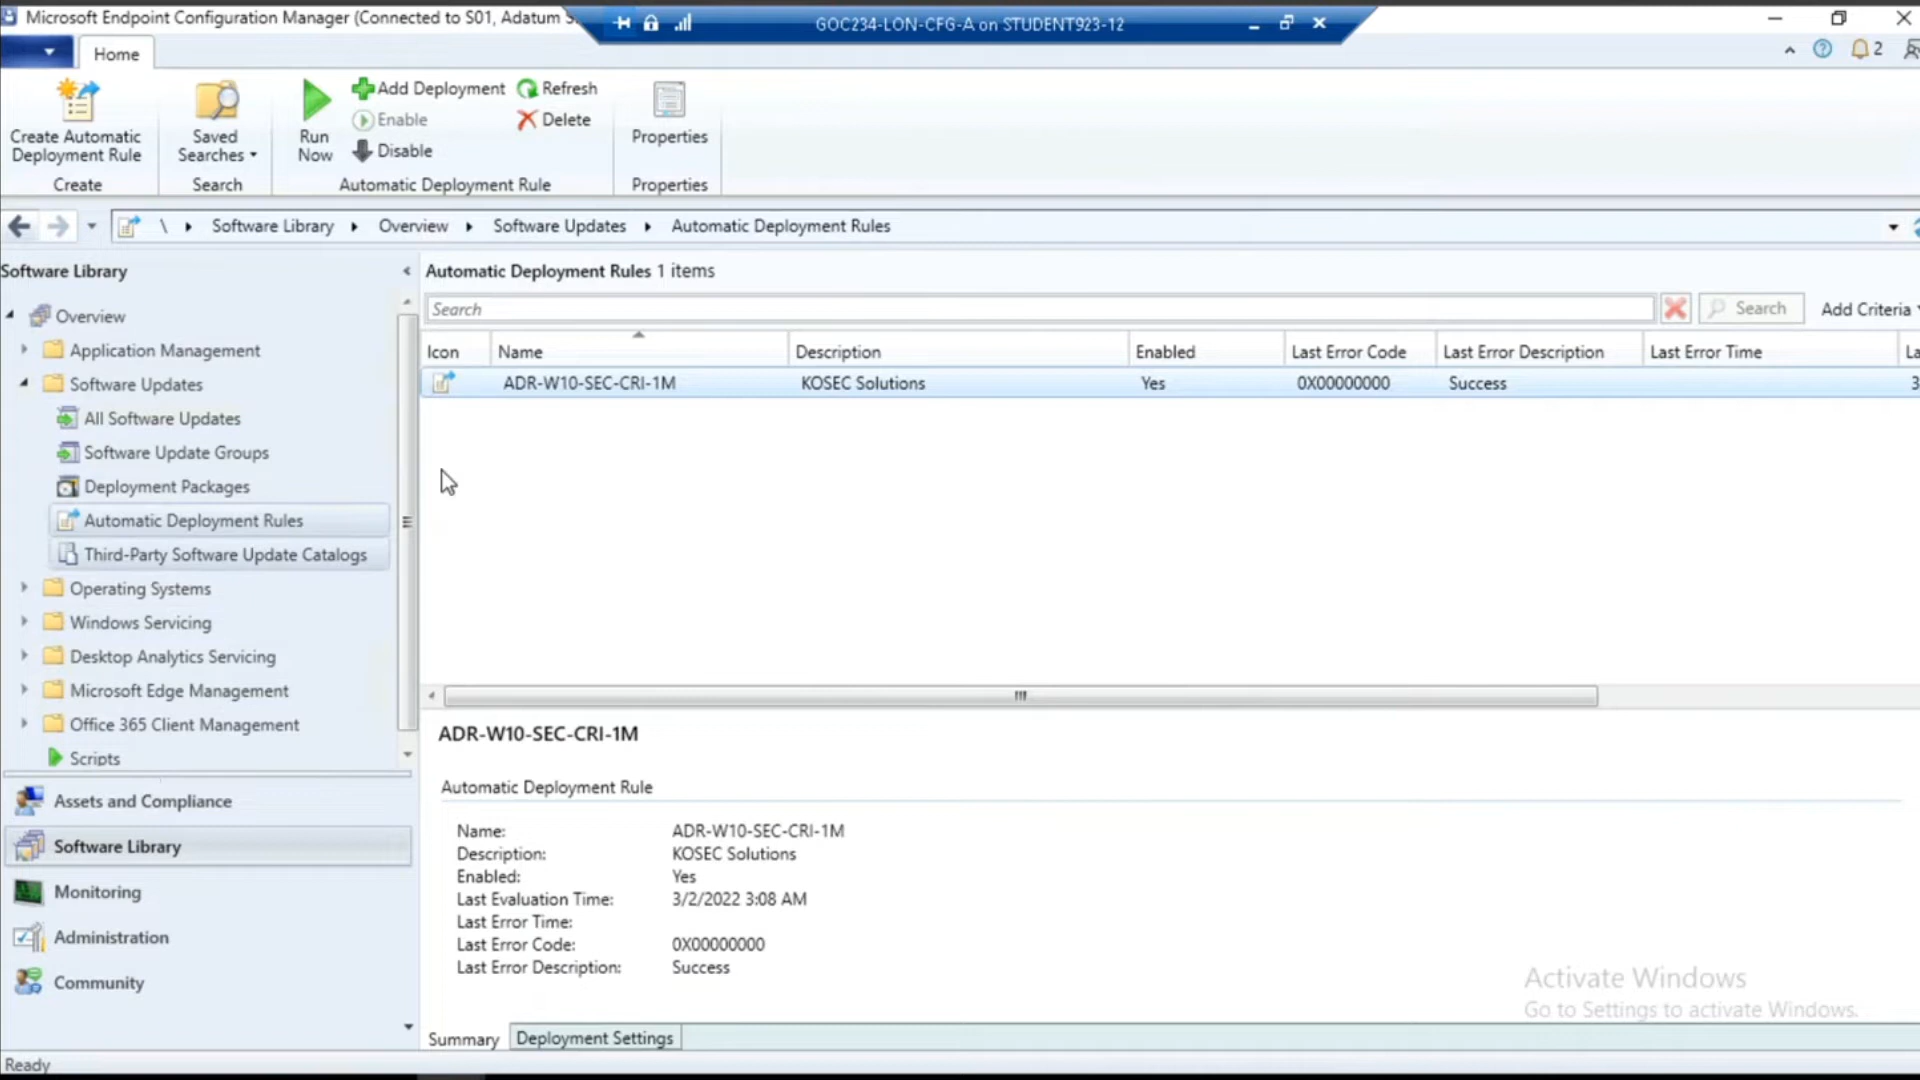 Microsoft Endpoint Configuration Manager (Connected to S01, Adatum S
GOC234-LON-CFG-A on STUDENT923-12
Home
2
Create Automatic
Deployment Rule
Saved
Searches
Run
Now
Add Deployment
Enable
Disable
Refresh
Delete
Properties
Create
Search
Automatic Deployment Rule
Properties
\ Software Library Overview Software Updates Automatic Deployment Rules
Software Library
Overview
Application Management
Software Updates
All Software Updates
Software Update Groups
Deployment Packages
Automatic Deployment Rules
Third-Party Software Update Catalogs
Operating Systems
Windows Servicing
Desktop Analytics Servicing
Microsoft Edge Management
Office 365 Client Management
Scripts
Assets and Compliance
Software Library
Monitoring
Administration
Community
Automatic Deployment Rules 1 items
Search
Search
Add Criteria
Icon Name Description Enabled Last Error Code Last Error Description Last Error Time La
ADR-W10-SEC-CRI-1M KOSEC Solutions Yes 0X00000000 Success 3
ADR-W10-SEC-CRI-1M
Automatic Deployment Rule
Name: ADR-W10-SEC-CRI-1M
Description: KOSEC Solutions
Enabled: Yes
Last Evaluation Time: 3/2/2022 3:08 AM
Last Error Time:
Last Error Code: 0X00000000
Last Error Description: Success
Activate Windows
Go to Settings to activate Windows.
Summary Deployment Settings
Ready